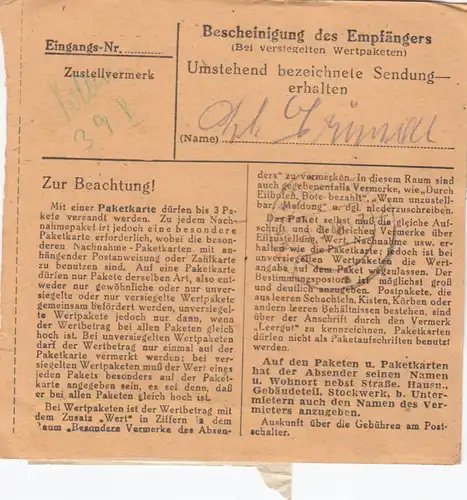 Eingangs-Nr.
Zustellvermerk
3 9 8
Bescheinigung des Empfängers
(Bei versiegelten Wertpaketen)
Umstehend bezeichnete Sendung—
erhalten
(Name)
Zur Beachtung!
Mit einer Paketkarte dürfen bis 3 Pa-
kete versandt werden. Zu jedem Nach-
nahmepaket ist jedoch eine besondere
Paketkarte erforderlich, wobei die beson-
deren Nachnahme - Paketkarten mit an-
hängender Postanweisung oder Zahlkarte
zu benutzen sind. Auf eine Paketkarte
dürfen nur Pakete derselben Art, also ent-
weder nur gewöhnliche oder nur unver-
siegelte oder nur versiegelte Wertpakete
gemeinsam befördert werden, unversiegel-
te Wertpakete jedoch nur dann, wenn
der Wertbetrag bei allen Paketen gleich
hoch ist. Bei unversiegelten Wertpaketen
darf der Wertbetrag nur einmal auf der
Paketkarte vermerkt werden; bei ver-
siegelten Wertpaketen muß der Wert eines
jeden Pakets besonders auf der Paket-
karte angegeben sein, es sei denn, daß
er bei allen Paketen gleich hoch ist.
Bei Wertpaketen ist der Wertbetrag mit
dem Zusatz „Wert" in Ziffern in dem
Raum „Besondere Vermerke des Absen-
ders" zu vermerken. In diesem Raum sind
auch gegebenenfalls Vermerke, wie „Durch
Eilboten, Bote bezahlt", „Wenn unzustell-
bar, Meldung" u. dgl. niederzuschreiben.
Das Paket selbst muß die gleiche Auf-
schrift und die gleichen Vermerke über
Eilzustellung, Wert, Nachnahme usw. er-
halten wie die Paketkarte; jedoch ist bei
unversiegelten Wertpaketen die Wert-
angabe auf dem Paket wegzulassen. Der
Bestimmungspostort ist möglichst groß
und deutlich anzugeben. Postpakete, die
aus leeren Schachteln, Kisten, Körben oder
anderen leeren Behältnissen bestehen, sind
über der Anschrift durch den Vermerk
„Leergut" zu kennzeichnen, Paketkarten
dürfen nicht als Paketaufschriften benutzt
werden.
Auf den Paketen u. Paketkarten
hat der Absender seinen Namen
u. Wohnort nebst Straße, Hausn.,
Gebäudeteil, Stockwerk, b. Unter-
mietern auch den Namen des Ver-
mieters anzugeben.
Auskunft über die Gebühren am Post-
schalter.